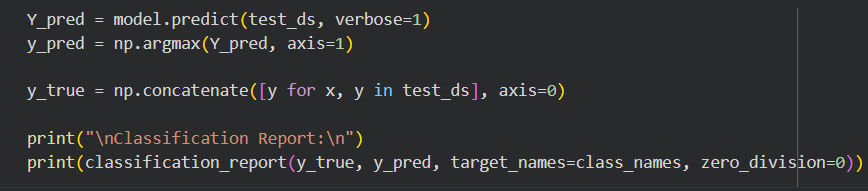 Y_pred = model.predict(test_ds, verbose=1)
y_pred = np.argmax(Y_pred, axis=1)
y_true = np.concatenate([y for x, y in test_ds], axis=0)
print("\nClassification Report:\n")
print(classification_report(y_true, y_pred, target_names=class_names, zero_division=0))